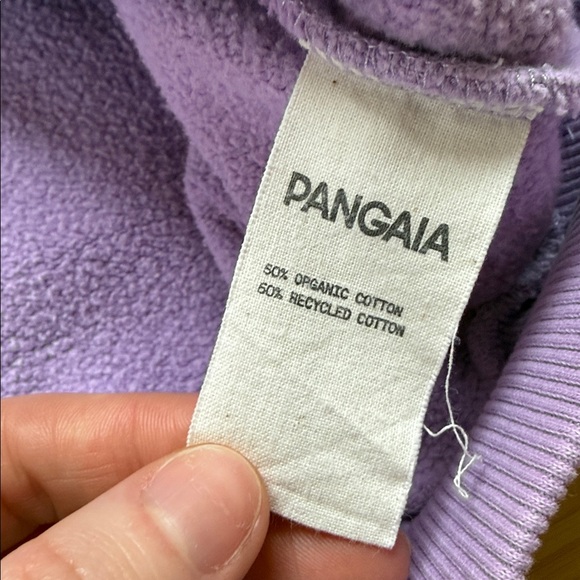 PANGAIA
50% ORGANIC COTTON
50% RECYCLED COTTON